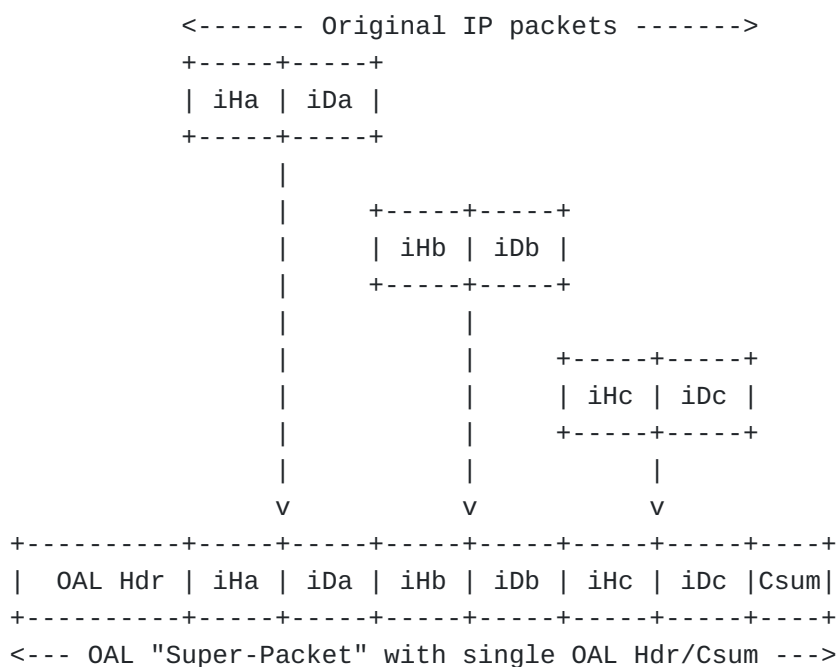 <------- Original IP packets ------->
+-----+-----+
| iHa | iDa |
+-----+-----+
|
| +-----+-----+
| | iHb | iDb |
| +-----+-----+
| |
| | +-----+-----+
| | | iHc | iDc |
| | +-----+-----+
| | |
v v v
+----------+-----+-----+-----+-----+-----+-----+----+
| OAL Hdr | iHa | iDa | iHb | iDb | iHc | iDc |Csum|
+----------+-----+-----+-----+-----+-----+-----+----+
<--- OAL "Super-Packet" with single OAL Hdr/Csum --->